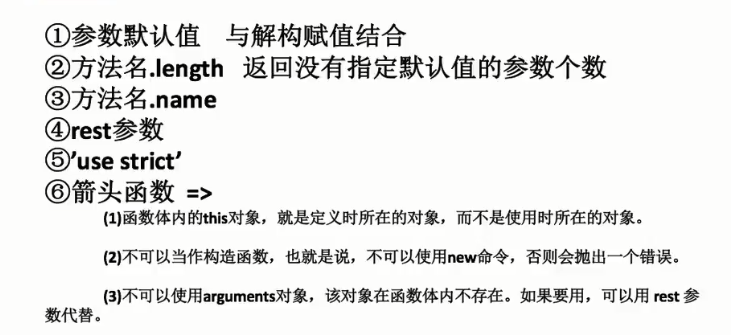 ①参数默认值 与解构赋值结合
②方法名.length 返回没有指定默认值的参数个数
③方法名.name
④rest参数
⑤’use strict’
⑥箭头函数 =>
(1)函数体内的this对象，就是定义时所在的对象，而不是使用时所在的对象。
(2)不可以当作构造函数，也就是说，不可以使用new命令，否则会抛出一个错误。
(3)不可以使用arguments对象，该对象在函数体内不存在。如果要用，可以用 rest 参
数代替。